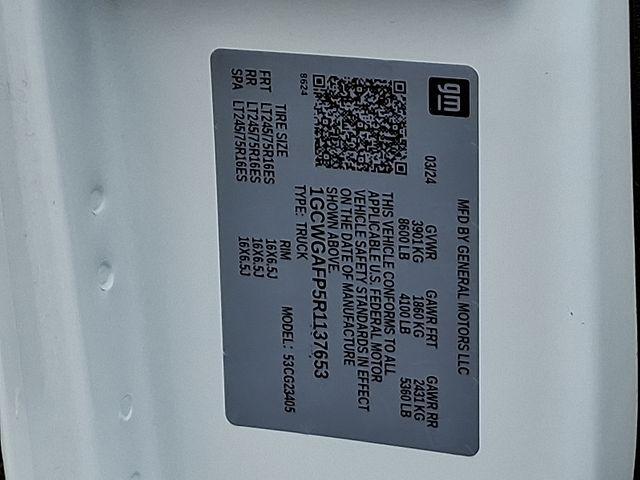 gm
MFD BY GENERAL MOTORS LLC
03/24
GVWR GAWR FRT GAWR RR
3901 KG 1860 KG 2431 KG
8600 LB 4100 LB 5360 LB
THIS VEHICLE CONFORMS TO ALL
APPLICABLE U.S. FEDERAL MOTOR
VEHICLE SAFETY STANDARDS IN EFFECT
ON THE DATE OF MANUFACTURE
SHOWN ABOVE.
1GCWGAFP5R1137653
TYPE: TRUCK
8624
MODEL: 53CG23405
TIRE SIZE RIM
FRT LT245/75R16ES 16X6.5J
RR LT245/75R16ES 16X6.5J
SPA LT245/75R16ES 16X6.5J